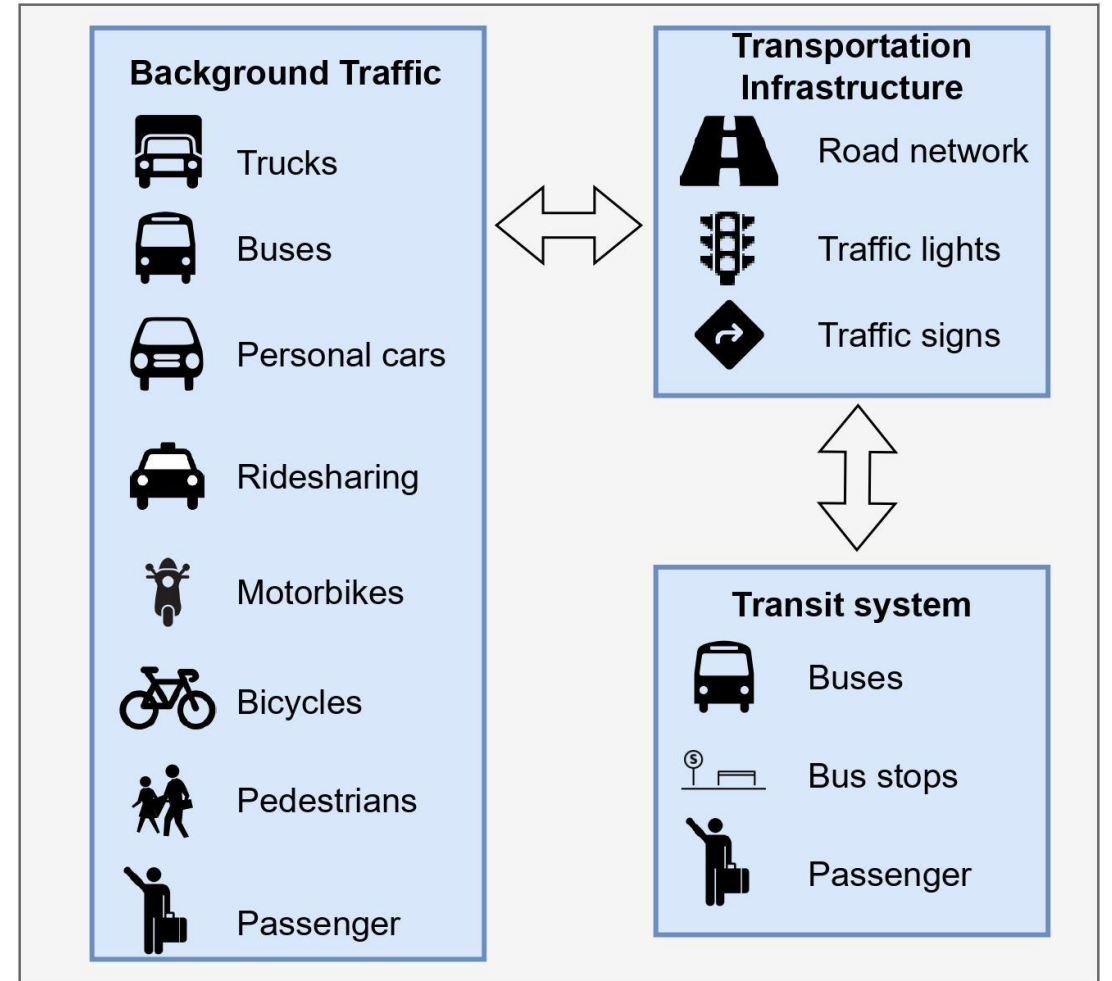 Background Traffic
Trucks
Buses
Personal cars
Ridesharing
Motorbikes
Bicycles
Pedestrians
Passenger
Transportation
Infrastructure
Road network
Traffic lights
Traffic signs
Transit system
Buses
S
Bus stops
Passenger